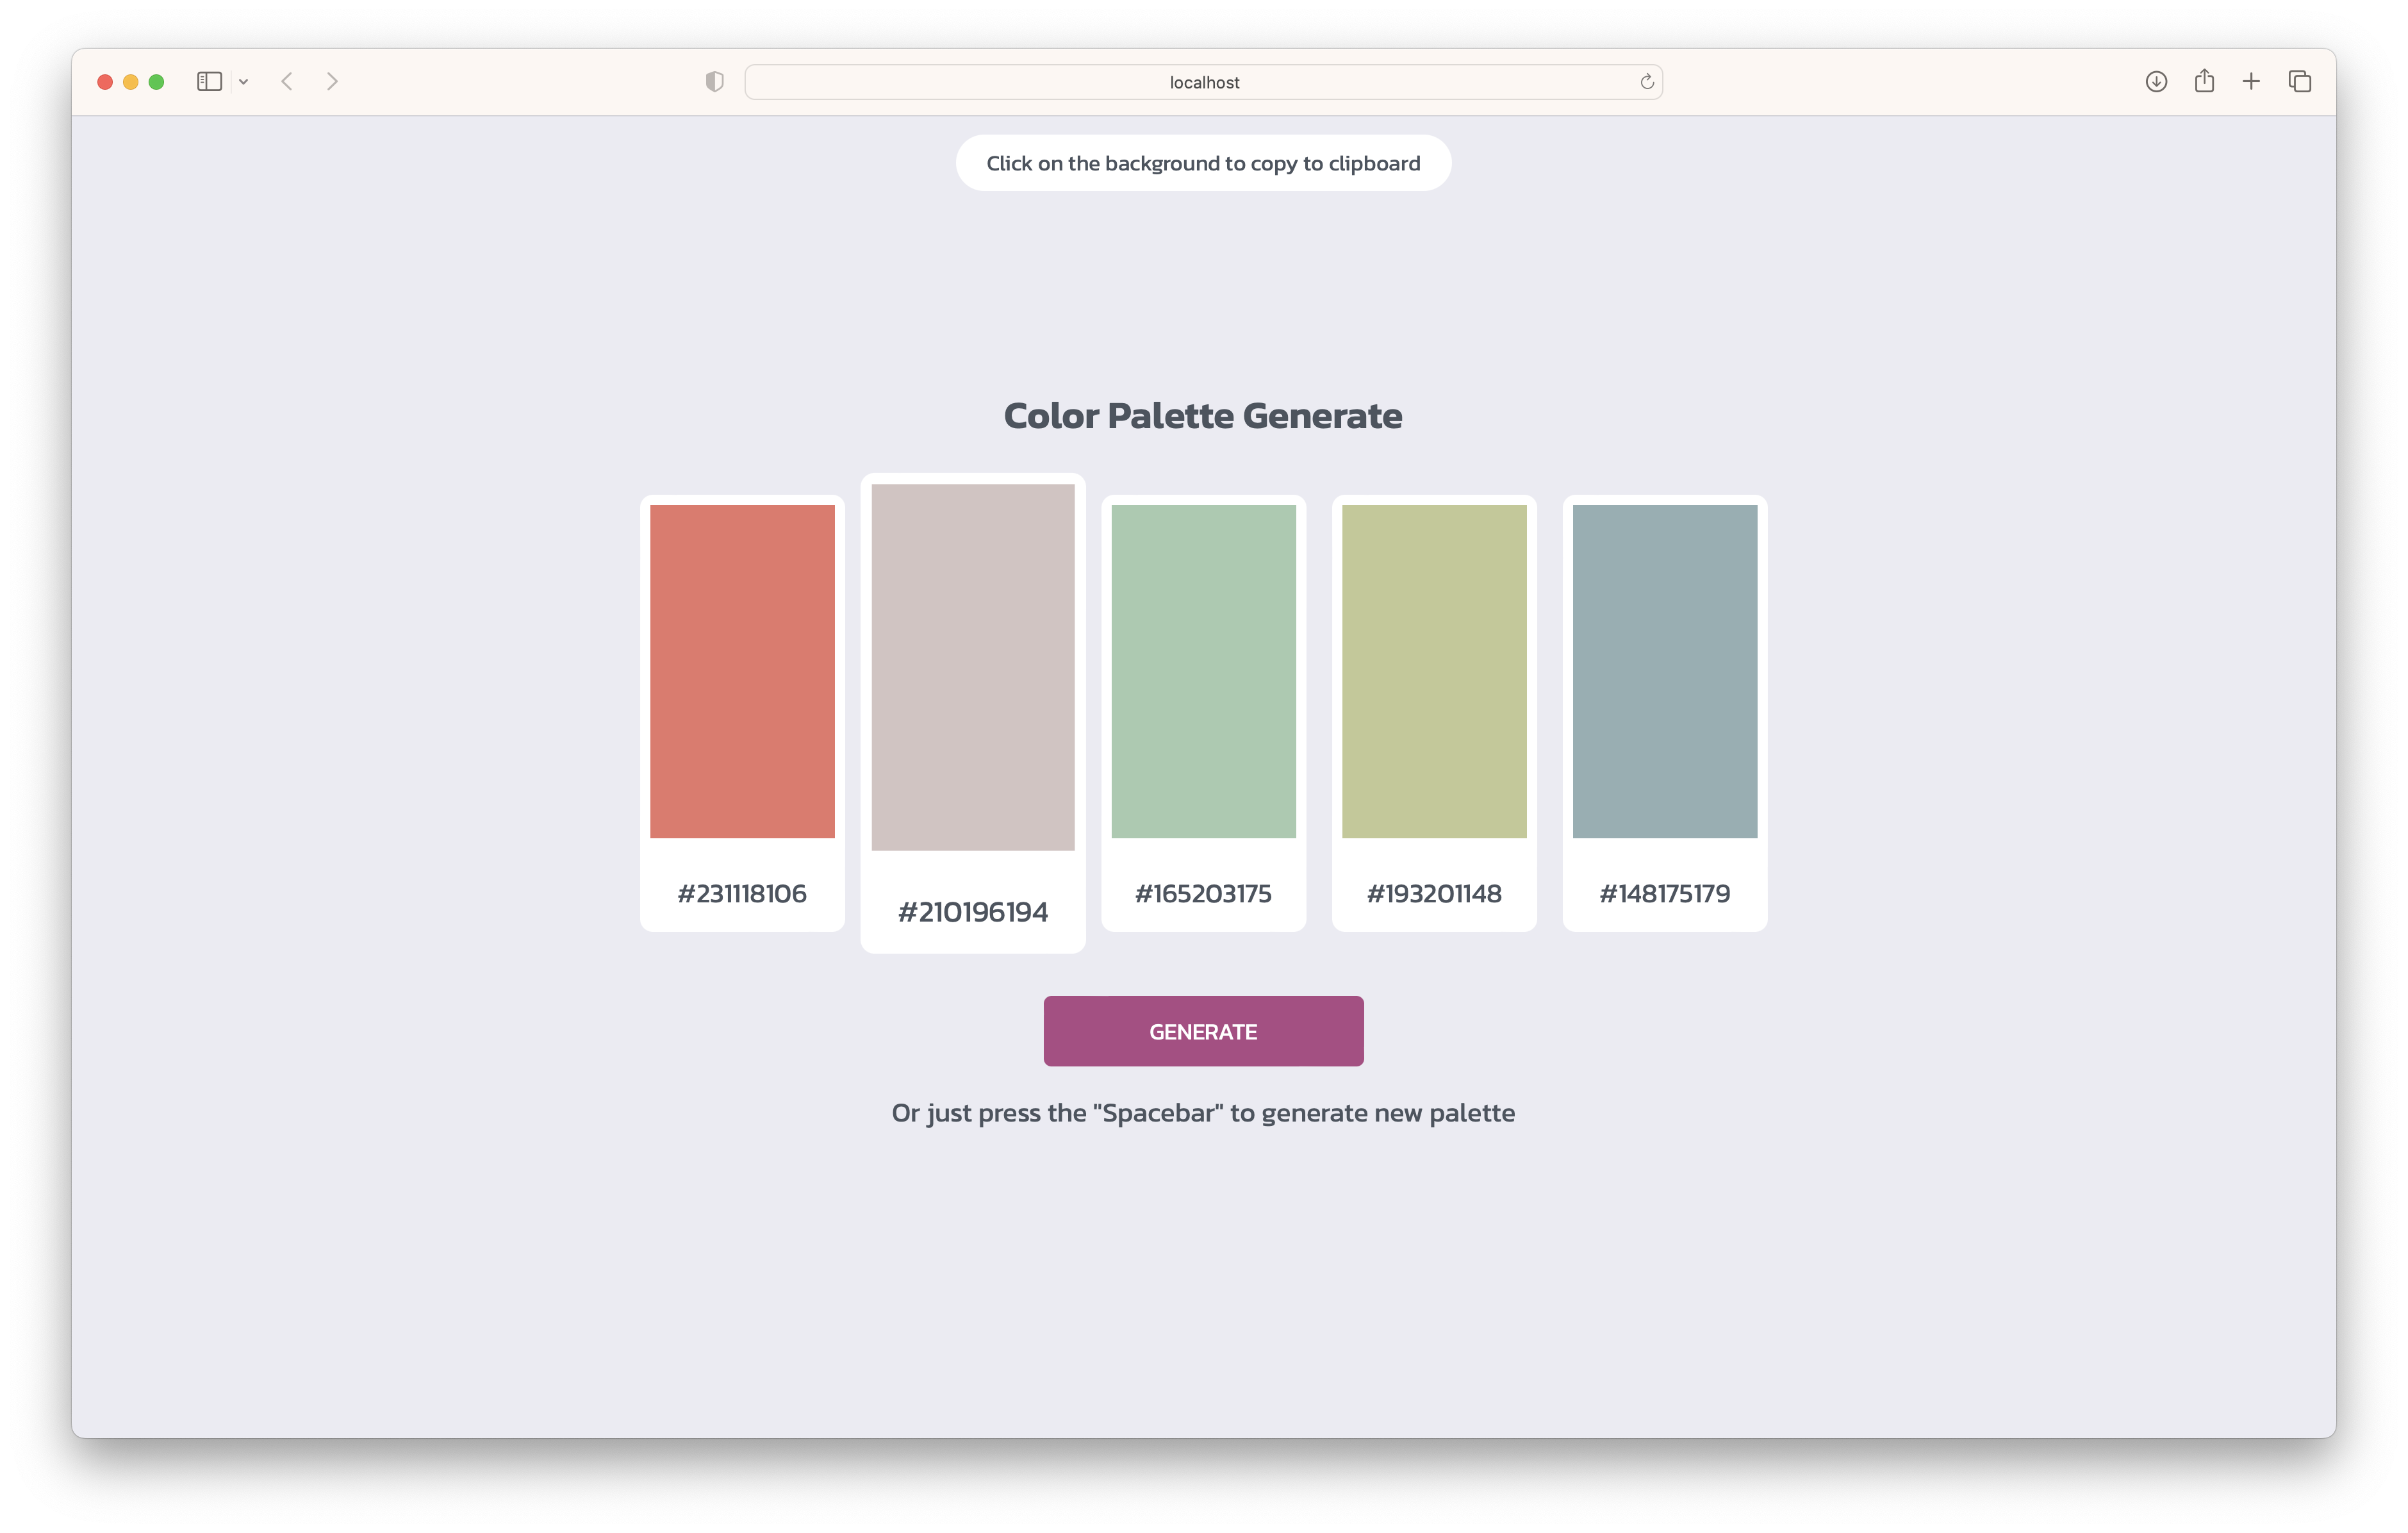 localhost
Click on the background to copy to clipboard
Color Palette Generate
#231118106
#210196194
#165203175
#193201148
#148175179
GENERATE
Or just press the "Spacebar" to generate new palette